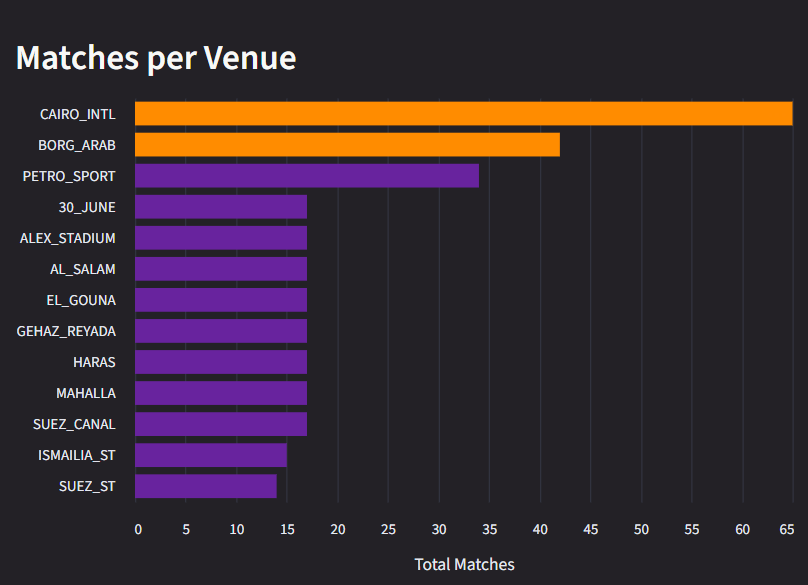 Matches per Venue
CAIRO_INTL
BORG_ARAB
PETRO_SPORT
30_JUNE
ALEX_STADIUM
AL_SALAM
EL_GOUNA
GEHAZ_REYADA
HARAS
MAHALLA
SUEZ_CANAL
ISMAILIA_ST
SUEZ_ST
0 5 10 15 20 25 30 35 40 45 50 55 60 65
Total Matches